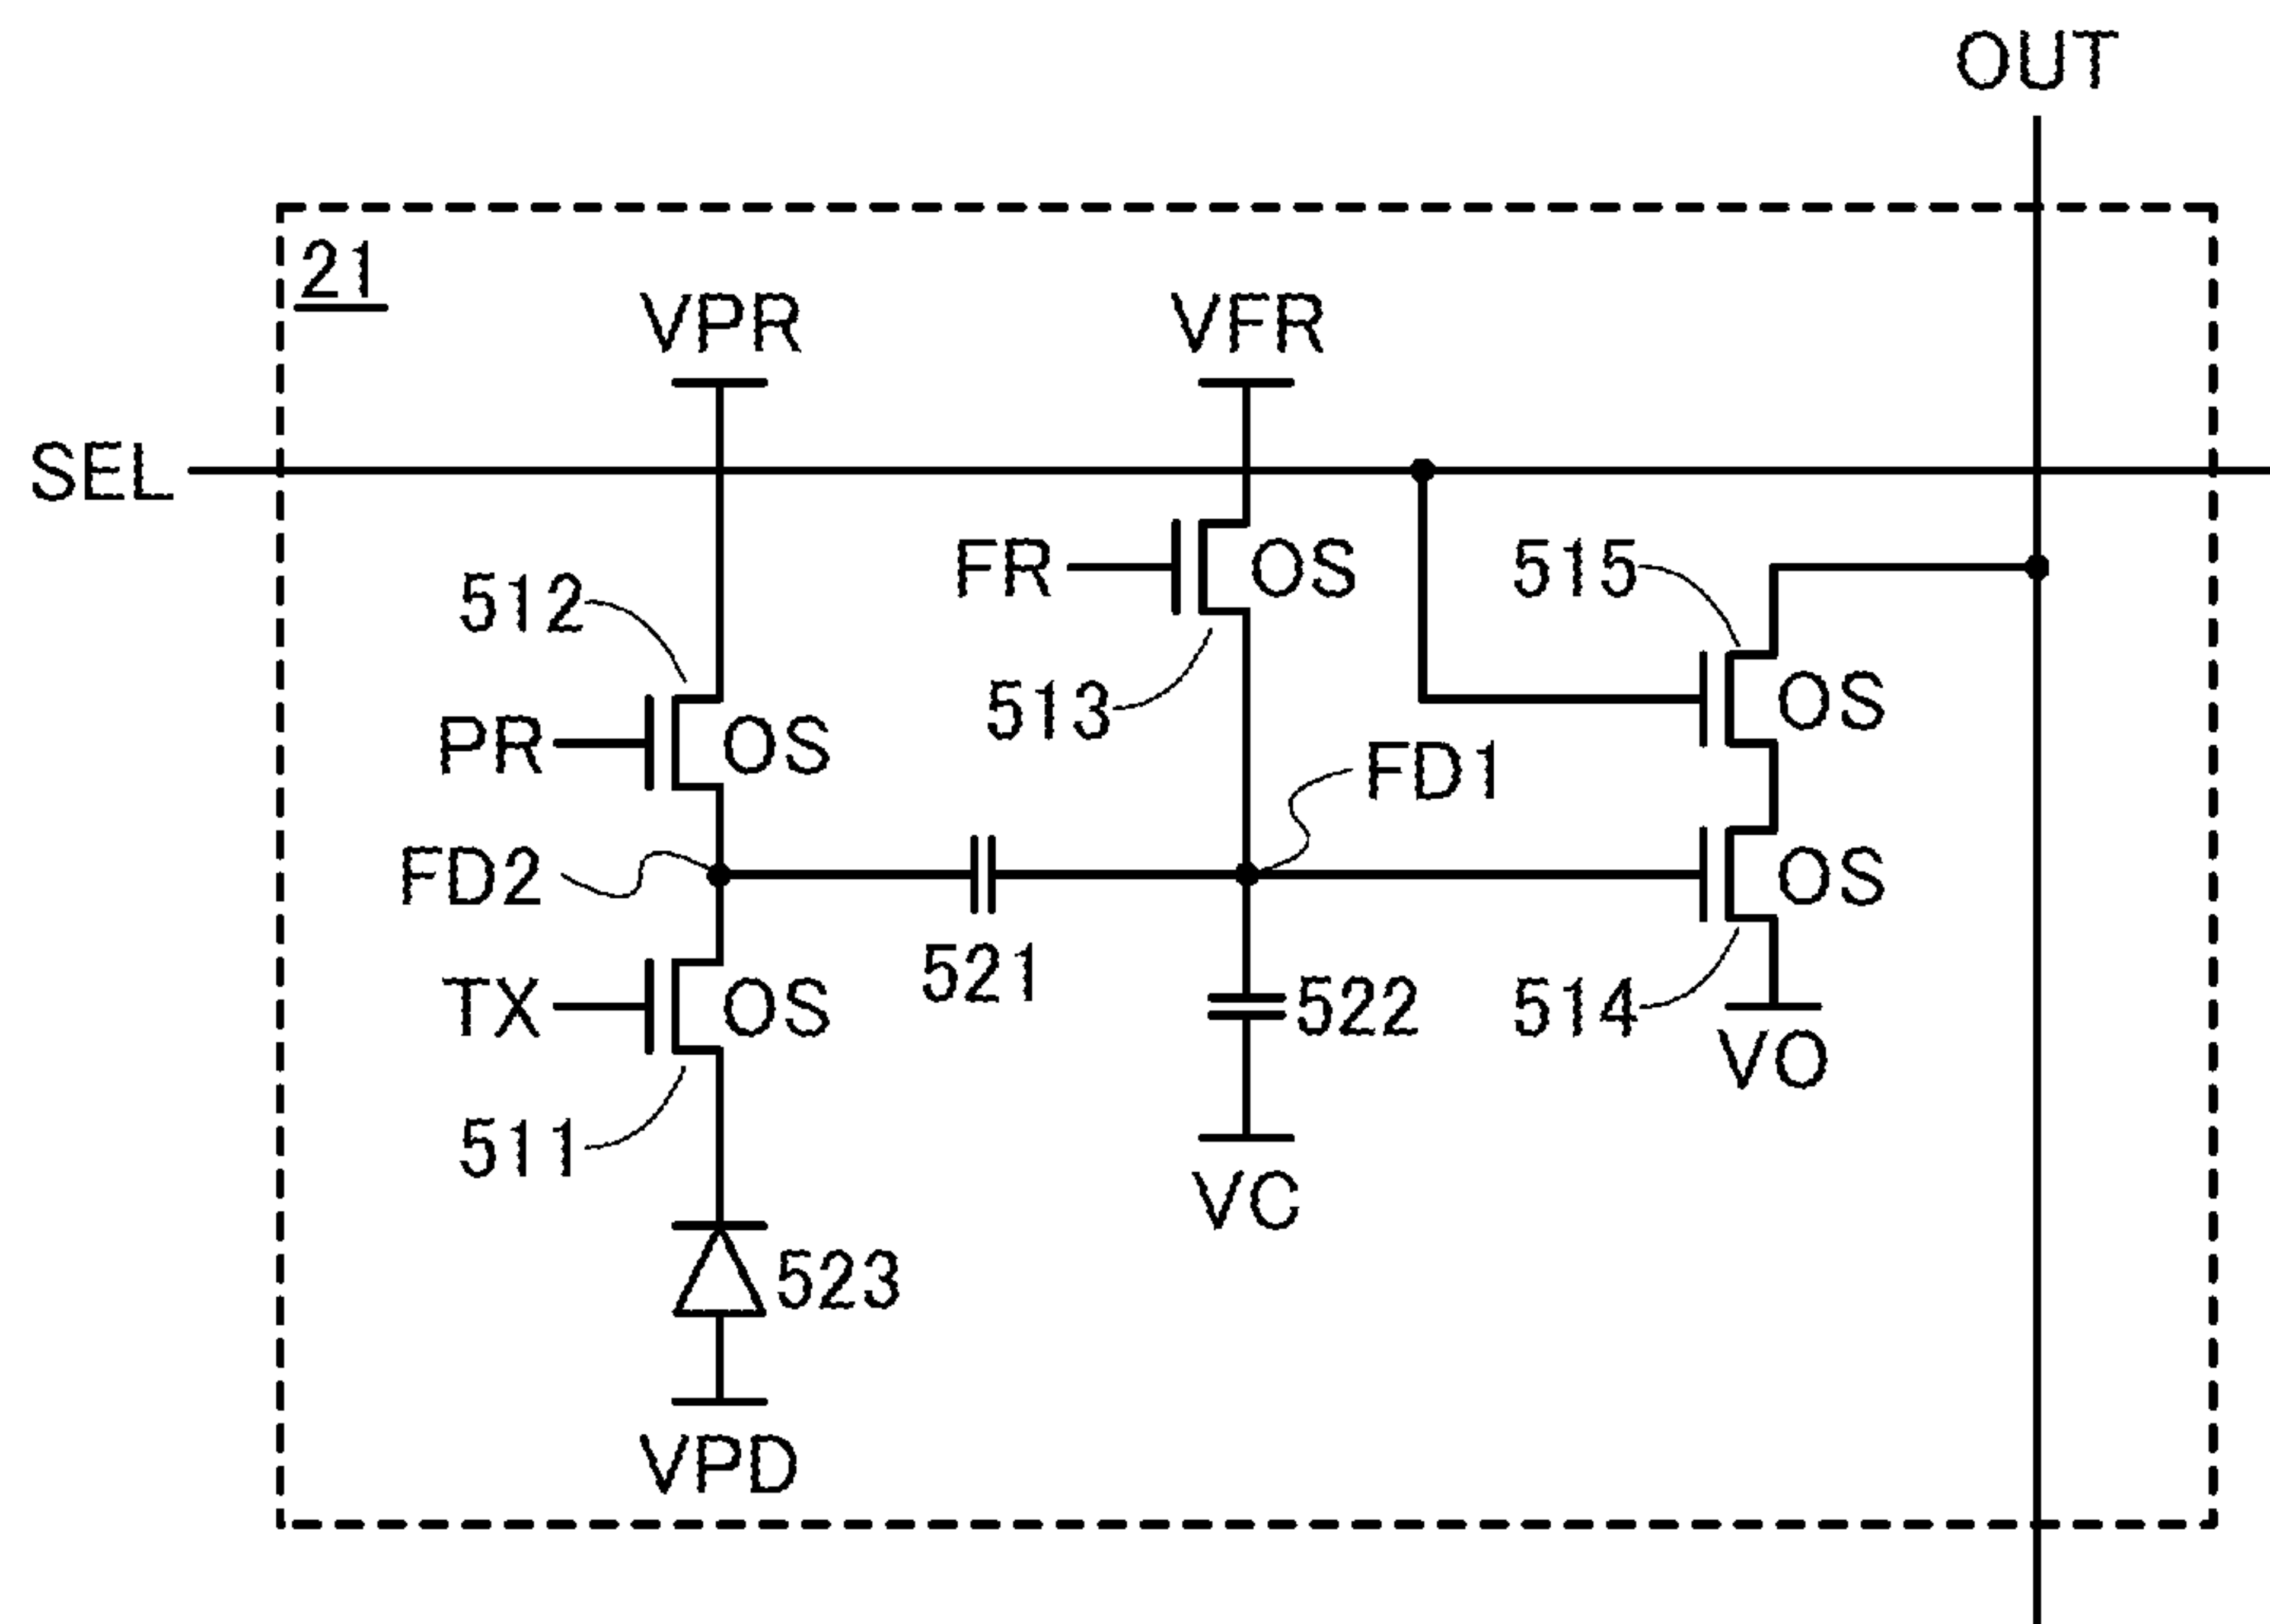 OUT
21
VPR
VFR
SEL
FR
OS
515
512
513
OS
PR
OS
FD1
FD2
OS
521
TX
OS
522
514
VO
511
VC
523
VPD